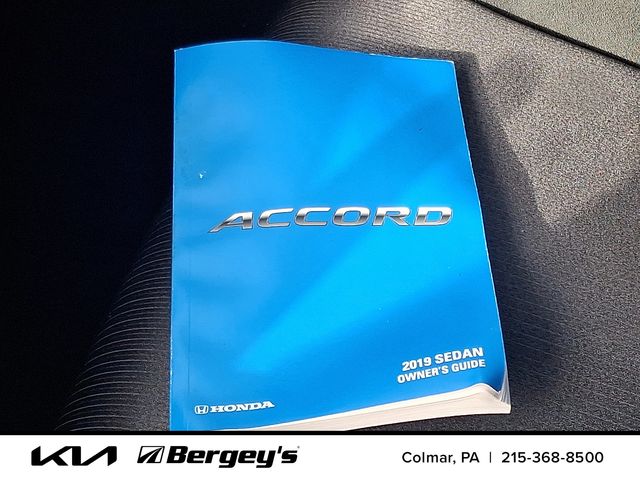 ACCORD
2019 SEDAN
OWNER'S GUIDE
HONDA
KIA Bergey's Colmar, PA | 215-368-8500